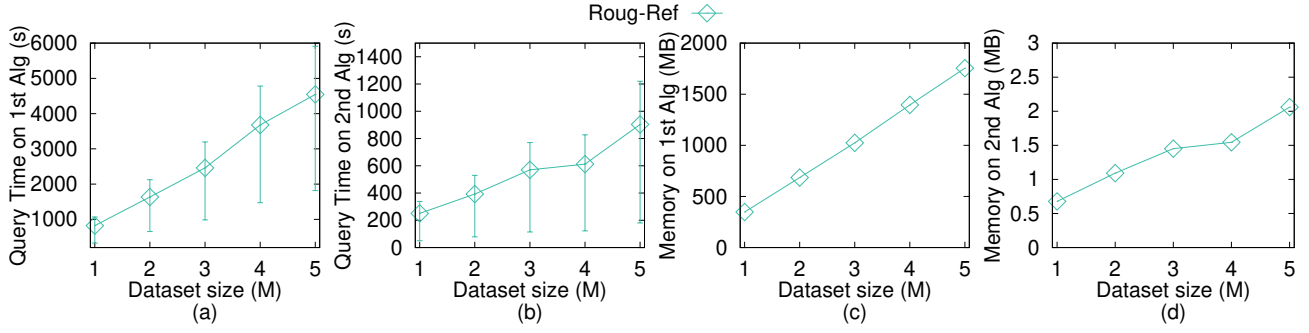 Roug-Ref
Query Time on 1st Alg (s)
6000
5000
4000
3000
2000
1000
1 2 3 4 5
Dataset size (M)
(a)
Query Time on 2nd Alg (s)
1400
1200
1000
800
600
400
200
0
1 2 3 4 5
Dataset size (M)
(b)
Memory on 1st Alg (MB)
2000
1500
1000
500
0
1 2 3 4 5
Dataset size (M)
(c)
Memory on 2nd Alg (MB)
3
2.5
2
1.5
1
0.5
0
1 2 3 4 5
Dataset size (M)
(d)